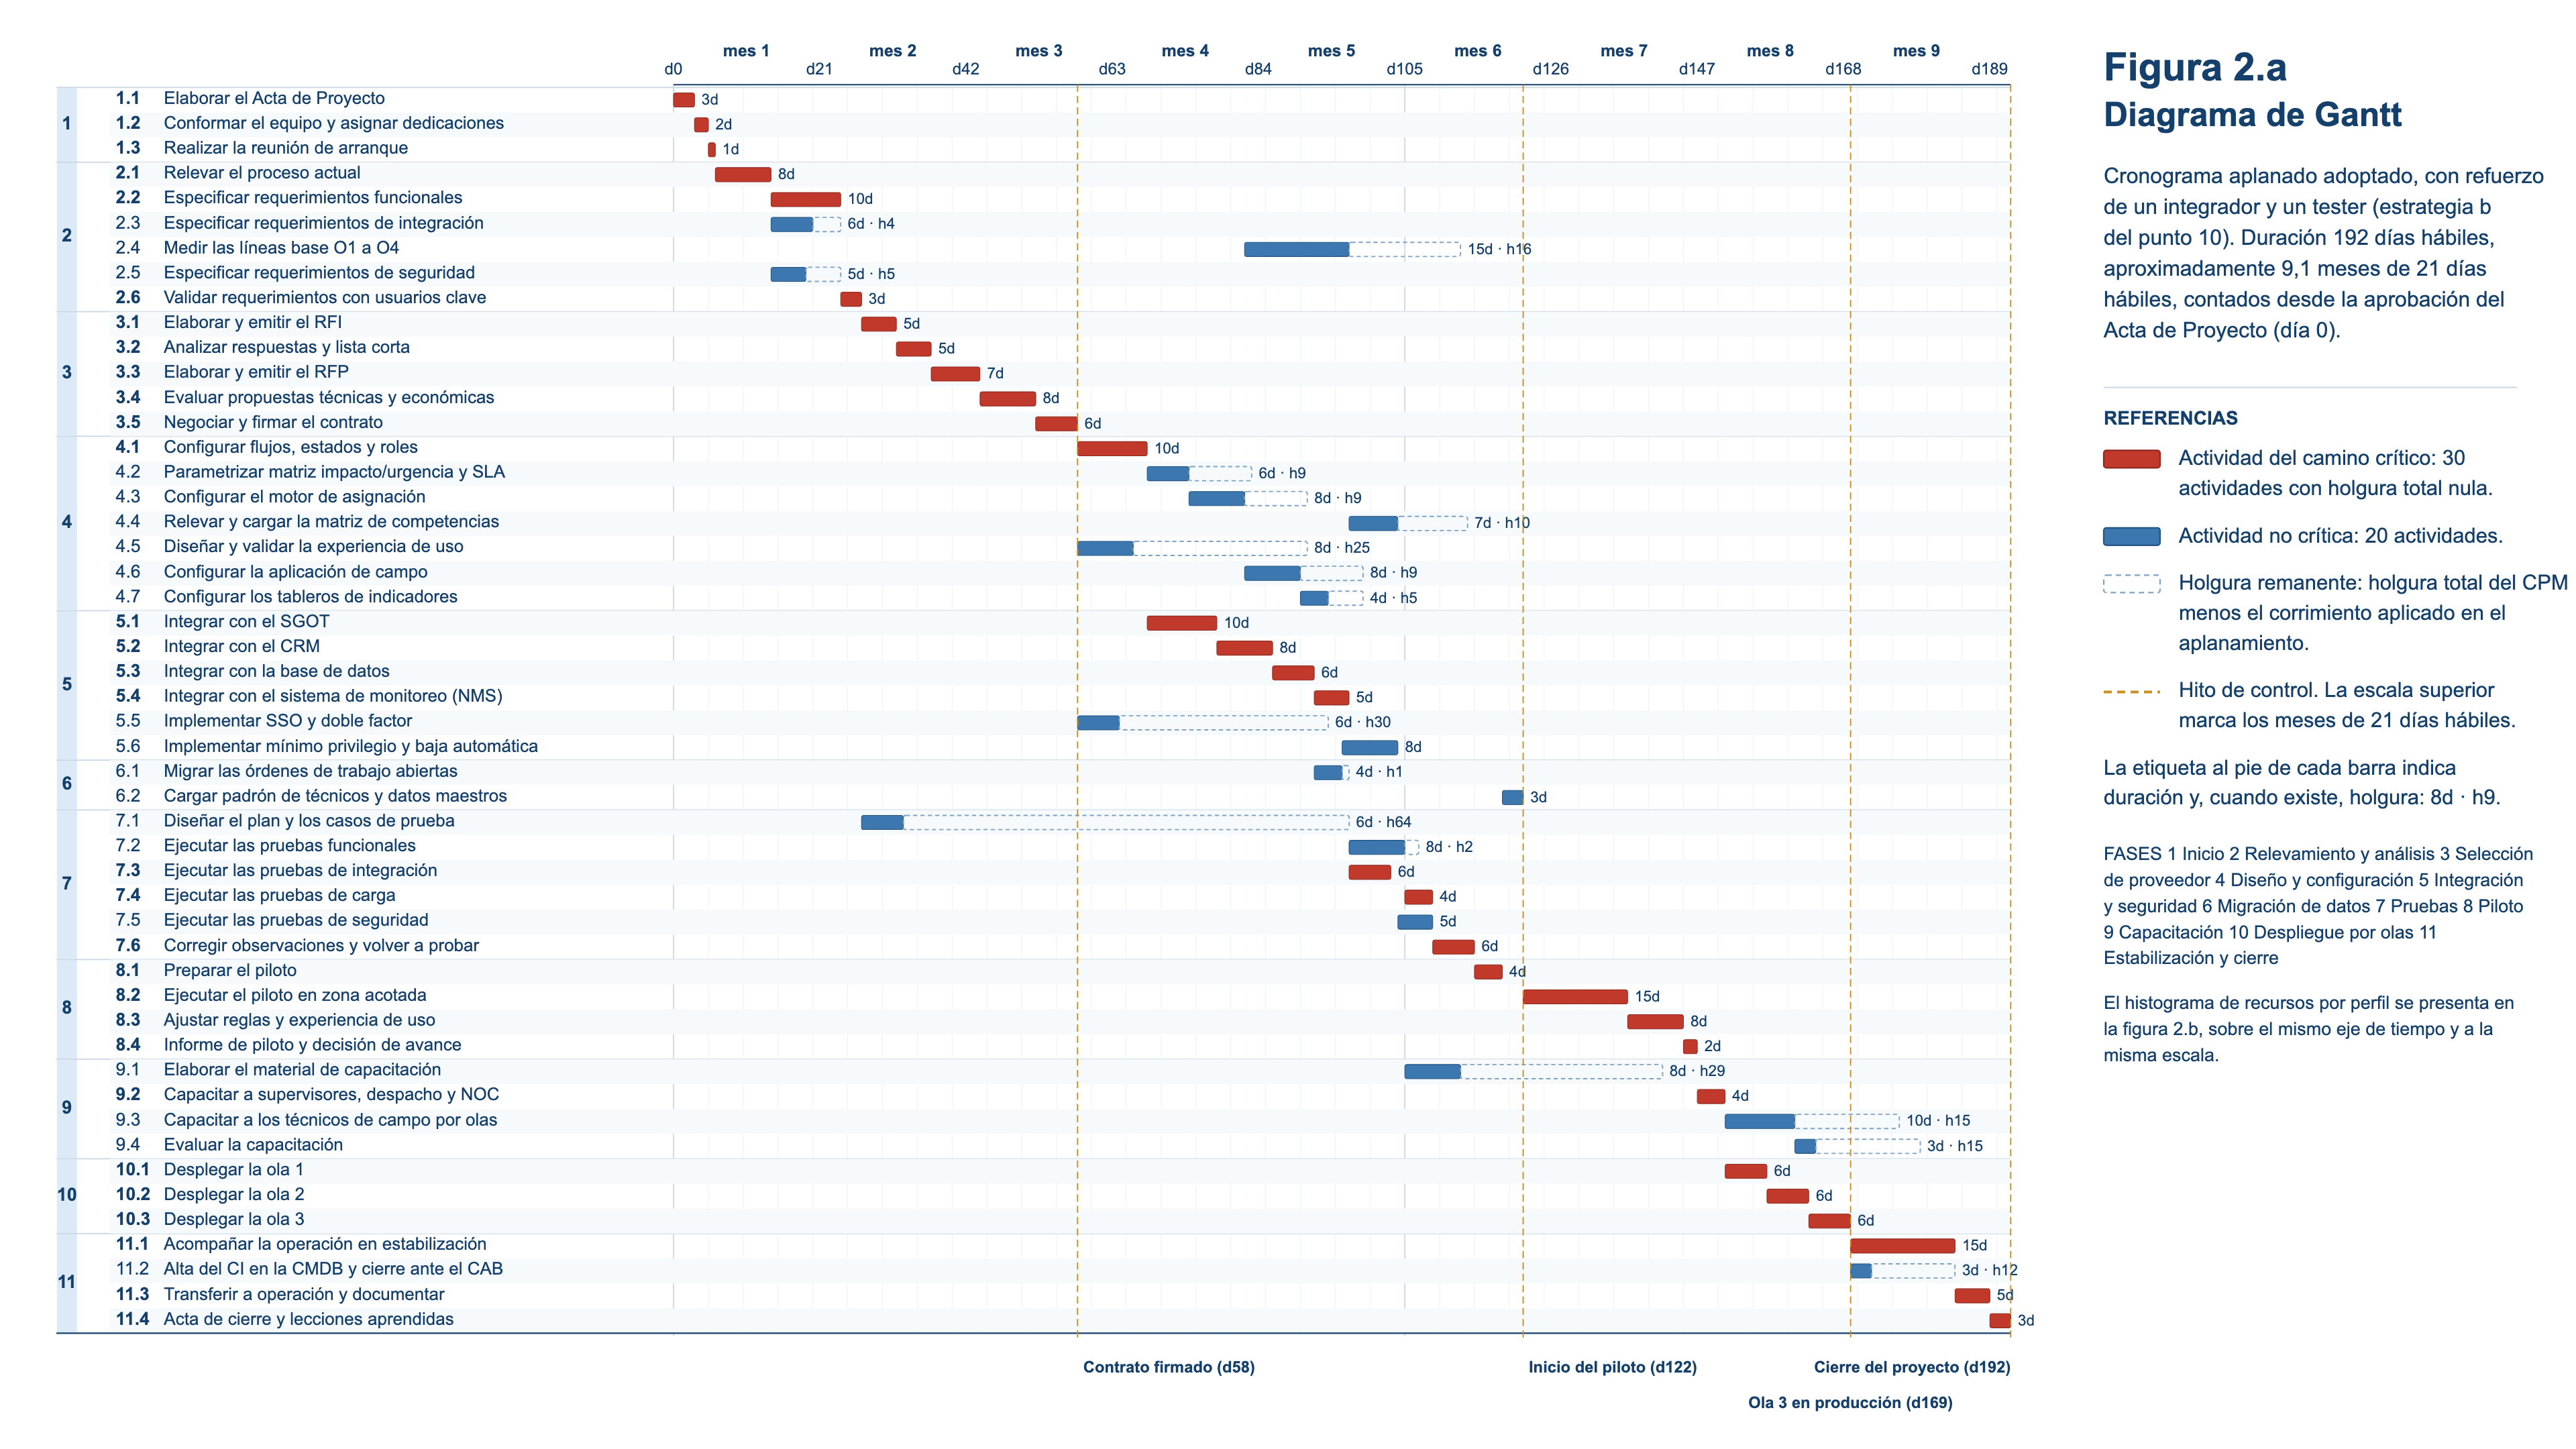 mes 1 mes 2 mes 3 mes 4 mes 5 mes 6 mes 7 mes 8 mes 9
d0 d21 d42 d63 d84 d105 d126 d147 d168 d189
1
1.1 Elaborar el Acta de Proyecto 3d
1.2 Conformar el equipo y asignar dedicaciones 2d
1.3 Realizar la reunión de arranque 1d
2
2.1 Relevar el proceso actual 8d
2.2 Especificar requerimientos funcionales 10d
2.3 Especificar requerimientos de integración 6d · h4
2.4 Medir las líneas base O1 a O4 15d · h16
2.5 Especificar requerimientos de seguridad 5d · h5
2.6 Validar requerimientos con usuarios clave 3d
3
3.1 Elaborar y emitir el RFI 5d
3.2 Analizar respuestas y lista corta 5d
3.3 Elaborar y emitir el RFP 7d
3.4 Evaluar propuestas técnicas y económicas 8d
3.5 Negociar y firmar el contrato 6d
4
4.1 Configurar flujos, estados y roles 10d
4.2 Parametrizar matriz impacto/urgencia y SLA 6d · h9
4.3 Configurar el motor de asignación 8d · h9
4.4 Relevar y cargar la matriz de competencias 7d · h10
4.5 Diseñar y validar la experiencia de uso 8d · h25
4.6 Configurar la aplicación de campo 8d · h9
4.7 Configurar los tableros de indicadores 4d · h5
5
5.1 Integrar con el SGOT 10d
5.2 Integrar con el CRM 8d
5.3 Integrar con la base de datos 6d
5.4 Integrar con el sistema de monitoreo (NMS) 5d
5.5 Implementar SSO y doble factor 6d · h30
5.6 Implementar mínimo privilegio y baja automática 8d
6
6.1 Migrar las órdenes de trabajo abiertas 4d · h1
6.2 Cargar padrón de técnicos y datos maestros 3d
7
7.1 Diseñar el plan y los casos de prueba 6d · h64
7.2 Ejecutar las pruebas funcionales 8d · h2
7.3 Ejecutar las pruebas de integración 6d
7.4 Ejecutar las pruebas de carga 4d
7.5 Ejecutar las pruebas de seguridad 5d
7.6 Corregir observaciones y volver a probar 6d
8
8.1 Preparar el piloto 4d
8.2 Ejecutar el piloto en zona acotada 15d
8.3 Ajustar reglas y experiencia de uso 8d
8.4 Informe de piloto y decisión de avance 2d
9
9.1 Elaborar el material de capacitación 8d · h29
9.2 Capacitar a supervisores, despacho y NOC 4d
9.3 Capacitar a los técnicos de campo por olas 10d · h15
9.4 Evaluar la capacitación 3d · h15
10
10.1 Desplegar la ola 1 6d
10.2 Desplegar la ola 2 6d
10.3 Desplegar la ola 3 6d
11
11.1 Acompañar la operación en estabilización 15d
11.2 Alta del CI en la CMDB y cierre ante el CAB 3d · h12
11.3 Transferir a operación y documentar 5d
11.4 Acta de cierre y lecciones aprendidas 3d
Contrato firmado (d58) Inicio del piloto (d122) Cierre del proyecto (d192)
Ola 3 en producción (d169)
Figura 2.a
Diagrama de Gantt
Cronograma aplanado adoptado, con refuerzo
de un integrador y un tester (estrategia b
del punto 10). Duración 192 días hábiles,
aproximadamente 9,1 meses de 21 días
hábiles, contados desde la aprobación del
Acta de Proyecto (día 0).
REFERENCIAS
Actividad del camino crítico: 30
actividades con holgura total nula.
Actividad no crítica: 20 actividades.
Holgura remanente: holgura total del CPM
menos el corrimiento aplicado en el
aplanamiento.
Hito de control. La escala superior
marca los meses de 21 días hábiles.
La etiqueta al pie de cada barra indica
duración y, cuando existe, holgura: 8d · h9.
FASES 1 Inicio 2 Relevamiento y análisis 3 Selección
de proveedor 4 Diseño y configuración 5 Integración
y seguridad 6 Migración de datos 7 Pruebas 8 Piloto
9 Capacitación 10 Despliegue por olas 11
Estabilización y cierre
El histograma de recursos por perfil se presenta en
la figura 2.b, sobre el mismo eje de tiempo y a la
misma escala.